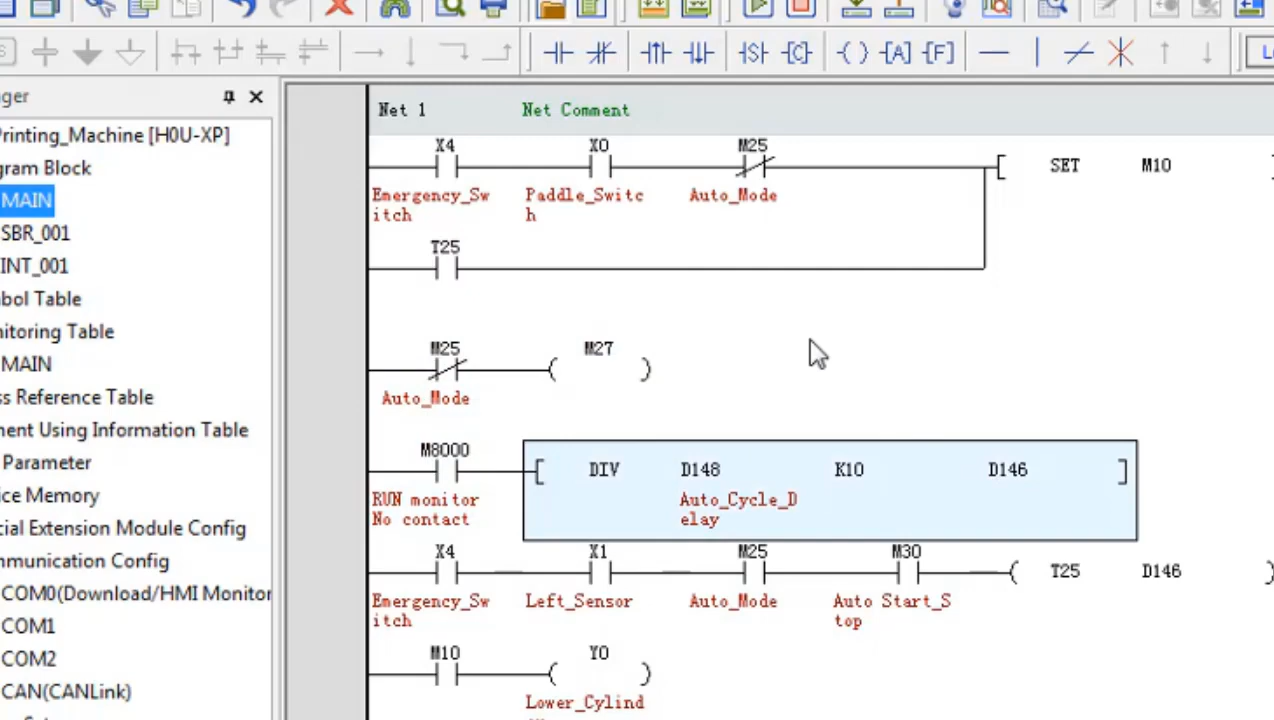 ger
Printing_Machine [H0U-XP]
gram Block
MAIN
SBR_001
INT_001
bol Table
nitoring Table
MAIN
ss Reference Table
ment Using Information Table
Parameter
ice Memory
cial Extension Module Config
mmunication Config
COM0(Download/HMI Monitor
COM1
COM2
CAN(CANLink)
S
S
C
A
F
Net 1 Net Comment
X4 X0 M25
SET M10
Emergency_Sw Paddle_Switc Auto_Mode
itch h
T25
M25 M27
Auto_Mode
M8000
DIV D148 K10 D146
RUN monitor Auto_Cycle_D
No contact elay
X4 X1 M25 M30
T25 D146
Emergency_Sw Left_Sensor Auto_Mode Auto Start_S
itch top
M10 Y0
Lower_Cylind